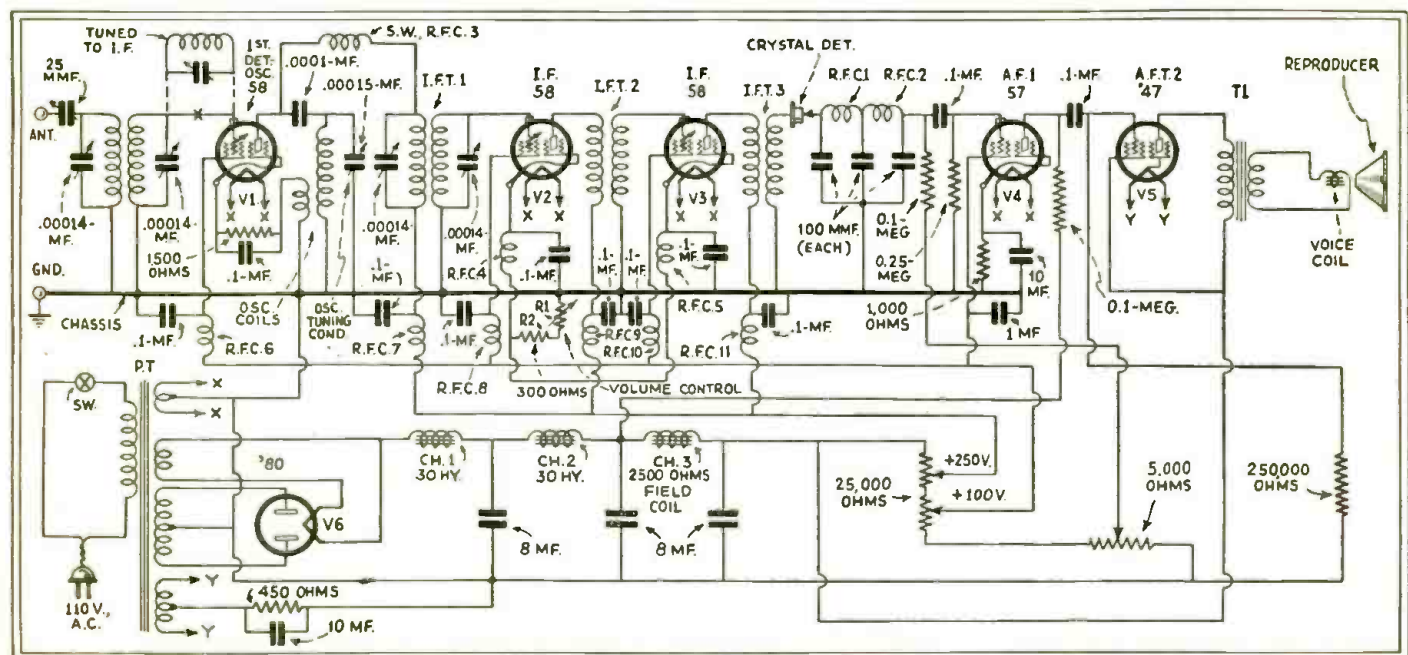 TUNED
TO I.F.
25
MMF.
1ST.
DET-
OSC.
58
.0001-MF.
S.W., R.F.C.3
.00015-MF.
I.F.T.1
I.F.
58
I.F.T.2
I.F.
58
I.F.T.3
CRYSTAL DET.
R.F.C.1
R.F.C.2
.1-MF.
A.F.1
57
.1-MF.
A.F.T.2
'47
T1
REPRODUCER
ANT.
X
V1
X X
V2
X X
V3
X X
V4
X X
V5
Y Y
.00014-
MF.
.00014-
MF.
1,500
OHMS
.1-MF.
.00014-
MF.
.00014-
MF.
R.F.C.4
.1-MF.
.1-
MF.
.1-
MF.
.1-
MF.
R.F.C.5
100 MMF.
(EACH)
0.1-
MEG
0.25-
MEG
1,000
OHMS
10
MF.
1 MF.
0.1-MEG.
VOICE
COIL
GND.
CHASSIS
.1-MF.
R.F.C.6
OSC.
COILS
OSC.
TUNING
COND.
.1-
MF.
R.F.C.7
.1-MF.
R.F.C.8
R1
R2
300 OHMS
VOLUME CONTROL
R.F.C.9
R.F.C.10
R.F.C.11
.1-MF.
P.T
SW.
X
X
'80
V6
CH.1
30 HY.
CH.2
30 HY.
CH.3
2500 OHMS
FIELD
COIL
+250V.
25,000
OHMS
+100V.
5,000
OHMS
250,000
OHMS
8 MF.
8 MF.
110 V.,
A.C.
Y
Y
450 OHMS
10 MF.